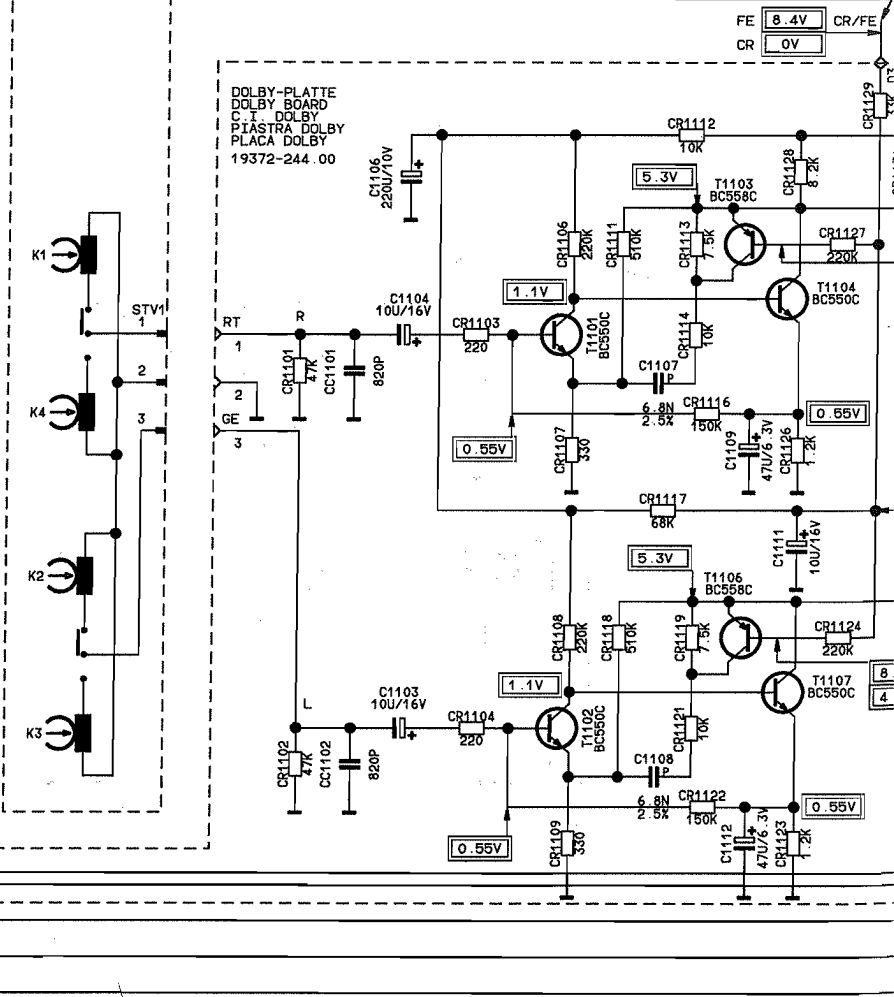 FE 8.4V CR/FE
CR 0V
DOLBY-PLATTE
DOLBY BOARD
C.I. DOLBY
PIASTRA DOLBY
PLACA DOLBY
19372-244.00
CR1129
C1106
220U/10V
CR1112
10K
CR1128
8.2K
5.3V
T1103
BC558C
CR1106
220K
CR1111
510K
CR1113
7.5K
CR1127
220K
K1
STV1
1
RT
1
R
C1104
10U/16V
CR1103
220
1.1V
T1101
BC550C
T1104
BC550C
CR1114
10K
CR1101
47K
CC1101
820P
C1107
P
6.8N
2.5%
CR1116
150K
2
2
K4
3
GE
3
0.55V
0.55V
CR1107
330
C1109
47U/6.3V
CR1126
1.2K
CR1117
68K
C1111
10U/16V
K2
5.3V
T1106
BC558C
CR1108
220K
CR1118
510K
CR1119
7.5K
CR1124
220K
L
C1103
10U/16V
CR1104
220
1.1V
T1102
BC550C
T1107
BC550C
8
4
CR1121
10K
K3
CR1102
47K
CC1102
820P
C1108
P
6.8N
2.5%
CR1122
150K
0.55V
0.55V
CR1109
330
C1112
47U/6.3V
CR1123
1.2K